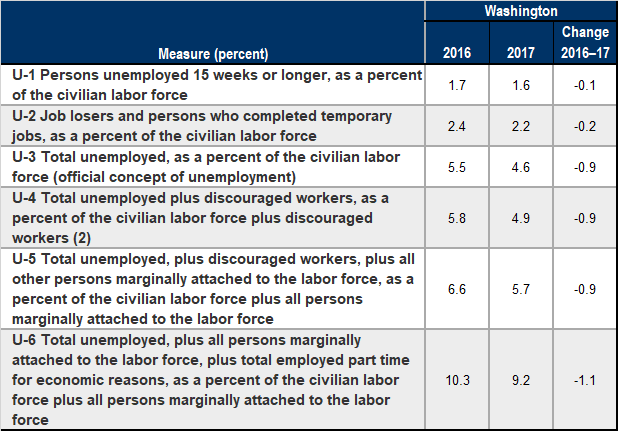 Washington
Measure (percent)
2016
2017
Change
2016–17
U-1 Persons unemployed 15 weeks or longer, as a percent
of the civilian labor force
1.7
1.6
-0.1
U-2 Job losers and persons who completed temporary
jobs, as a percent of the civilian labor force
2.4
2.2
-0.2
U-3 Total unemployed, as a percent of the civilian labor
force (official concept of unemployment)
5.5
4.6
-0.9
U-4 Total unemployed plus discouraged workers, as a
percent of the civilian labor force plus discouraged
workers (2)
5.8
4.9
-0.9
U-5 Total unemployed, plus discouraged workers, plus all
other persons marginally attached to the labor force, as a
percent of the civilian labor force plus all persons
marginally attached to the labor force
6.6
5.7
-0.9
U-6 Total unemployed, plus all persons marginally
attached to the labor force, plus total employed part time
for economic reasons, as a percent of the civilian labor
force plus all persons marginally attached to the labor
force
10.3
9.2
-1.1